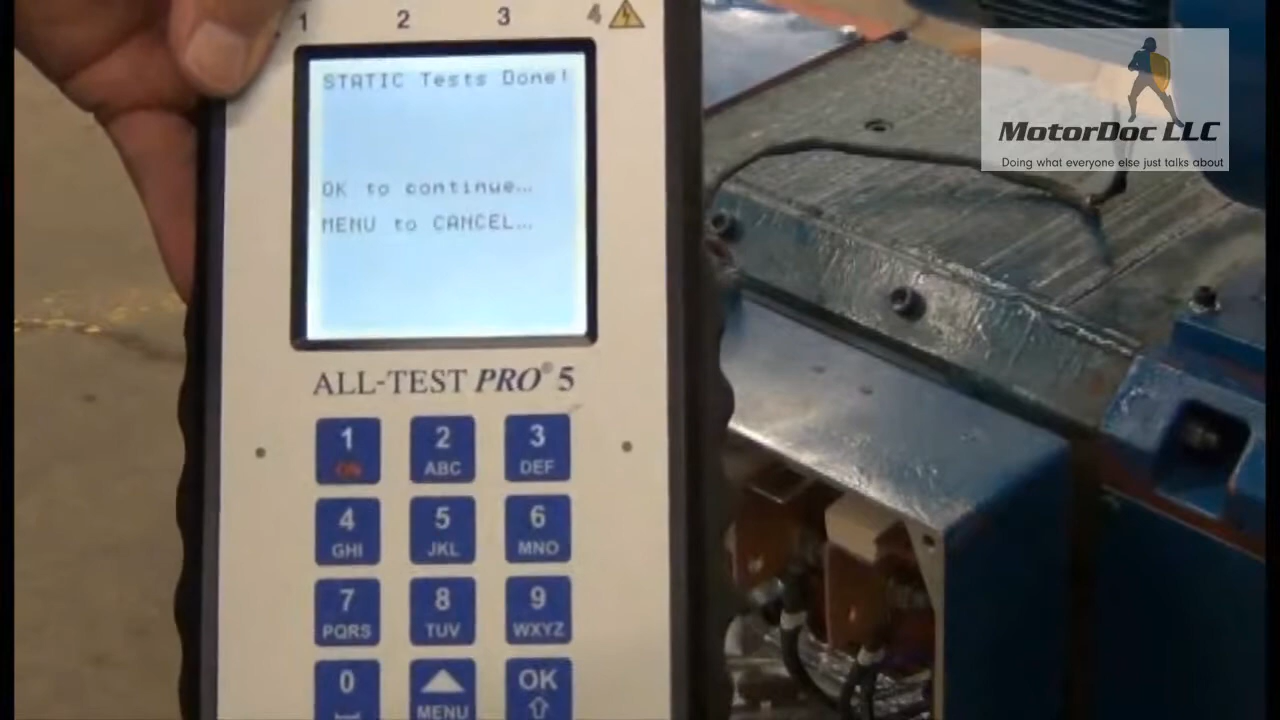 1 2 3 4
STATIC Tests Done!
OK to continue...
MENU to CANCEL...
ALL-TEST PRO® 5
1 2 3
ON ABC DEF
4 5 6
GHI JKL MNO
7 8 9
PQRS TUV WXYZ
0 OK
MENU
MotorDoc LLC
Doing what everyone else just talks about